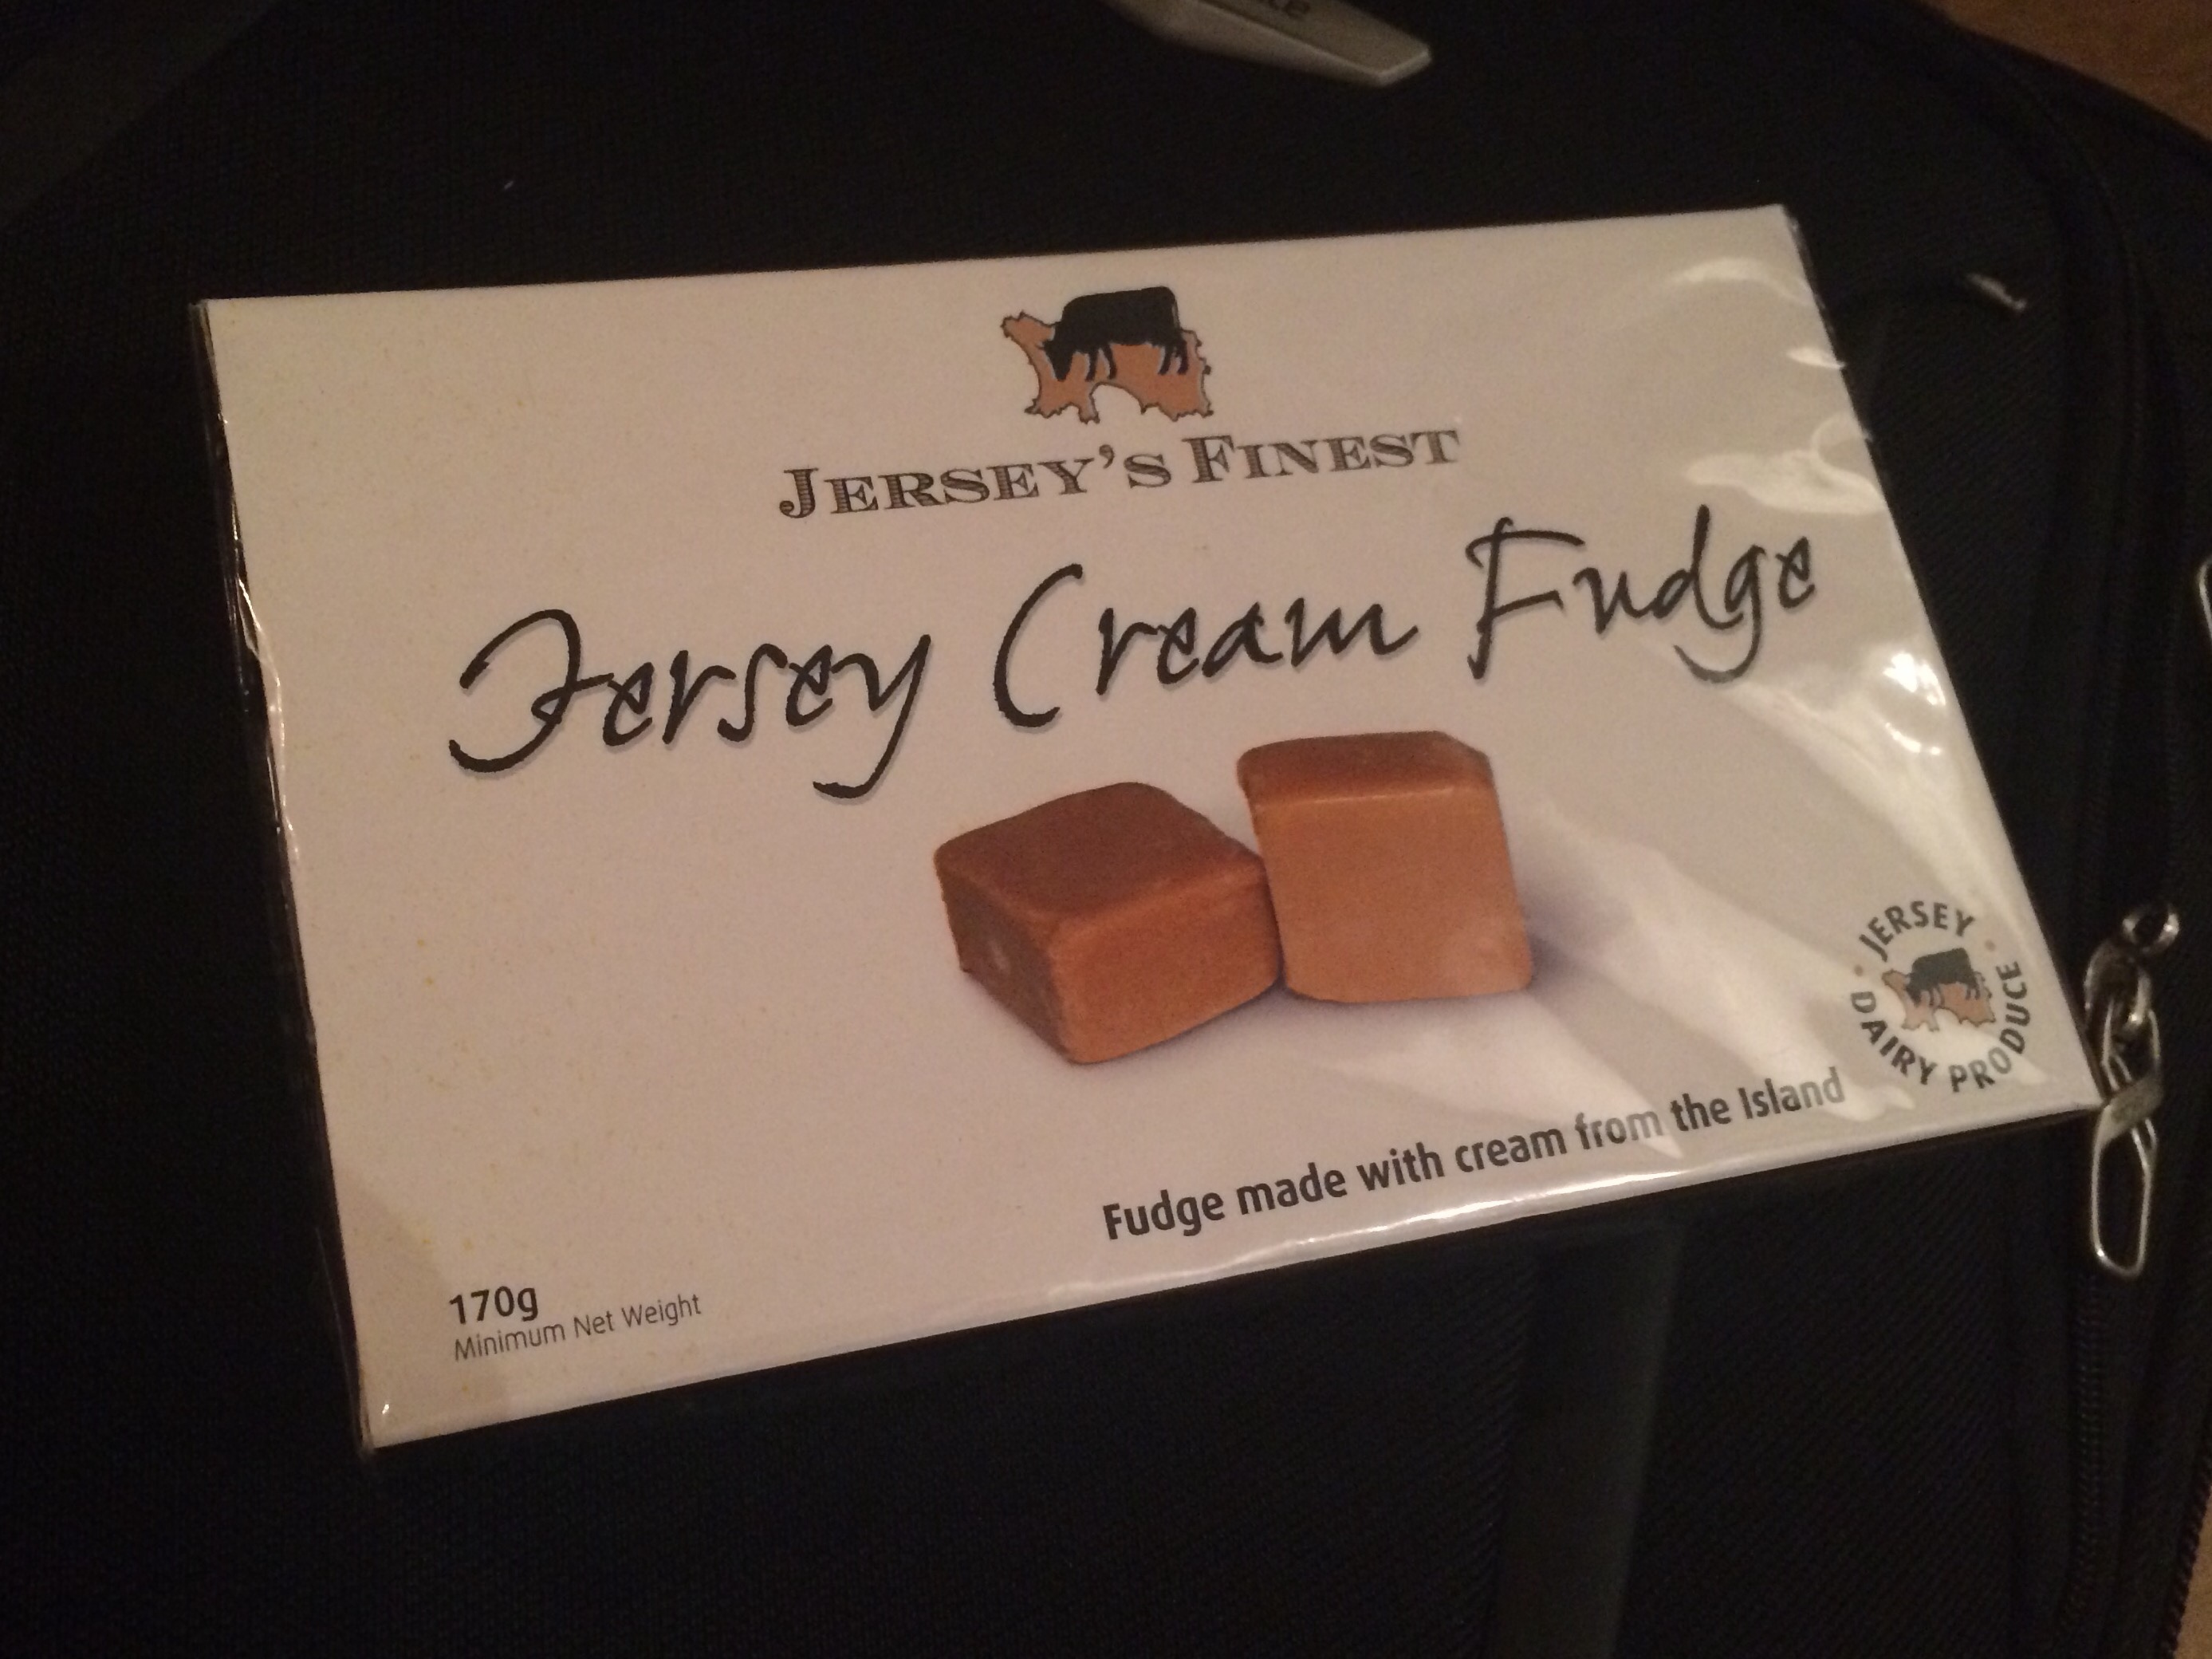 JERSEY'S FINEST
Jersey Cream Fudge
JERSEY
DAIRY PRODUCE
Fudge made with cream from the Island
170g
Minimum Net Weight